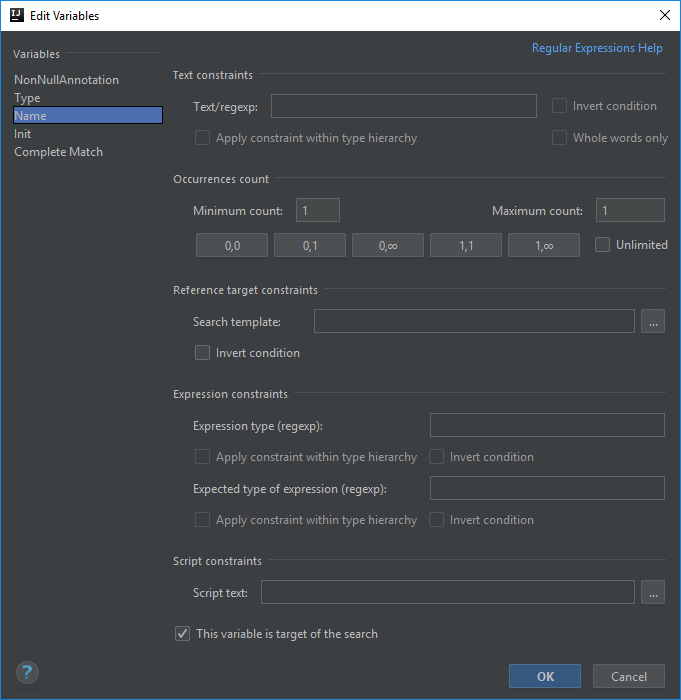 IJ Edit Variables
Regular Expressions Help
Variables
NonNullAnnotation
Type
Name
Init
Complete Match
Text constraints
Text/regexp: Invert condition
Apply constraint within type hierarchy Whole words only
Occurrences count
Minimum count: 1 Maximum count: 1
0,0 0,1 0,∞ 1,1 1,∞ Unlimited
Reference target constraints
Search template: ...
Invert condition
Expression constraints
Expression type (regexp):
Apply constraint within type hierarchy Invert condition
Expected type of expression (regexp):
Apply constraint within type hierarchy Invert condition
Script constraints
Script text: ...
This variable is target of the search
? OK Cancel